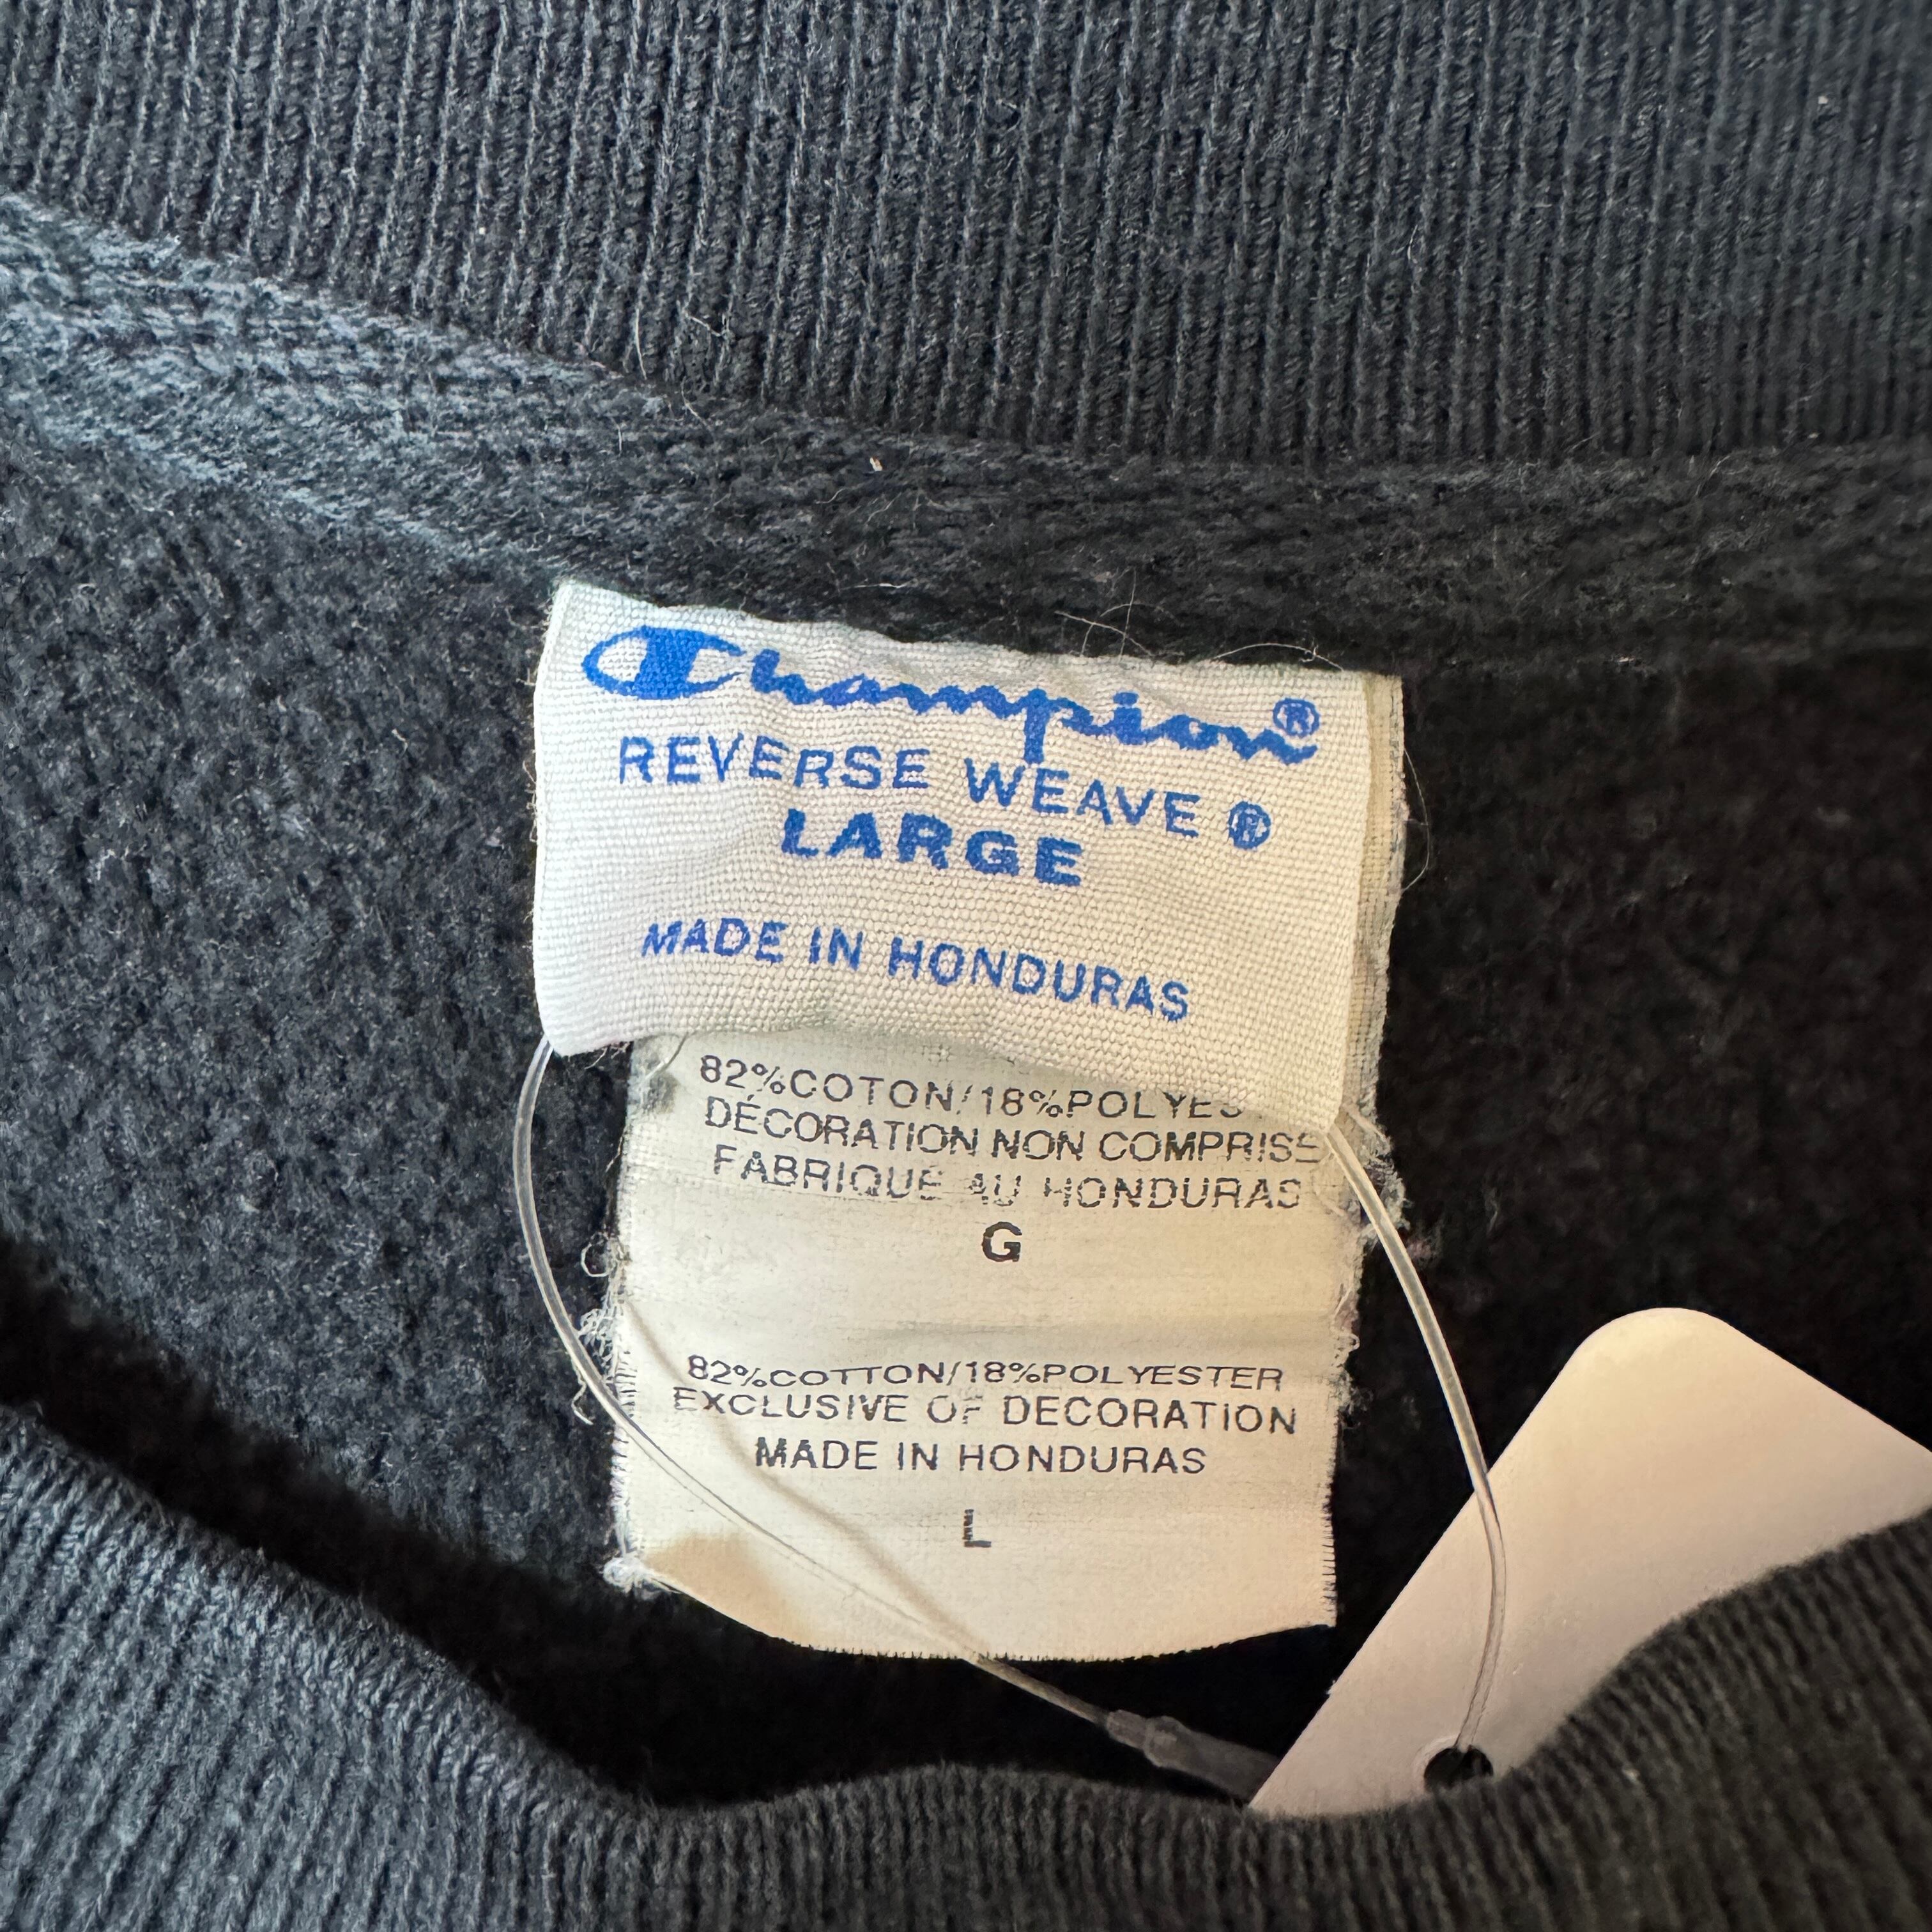 Champion®
REVERSE WEAVE ®
LARGE
MADE IN HONDURAS
82%COTON/18%POLYES
DÉCORATION NON COMPRISE
FABRIQUE AU HONDURAS
G
82%COTTON/18%POLYESTER
EXCLUSIVE OF DECORATION
MADE IN HONDURAS
L